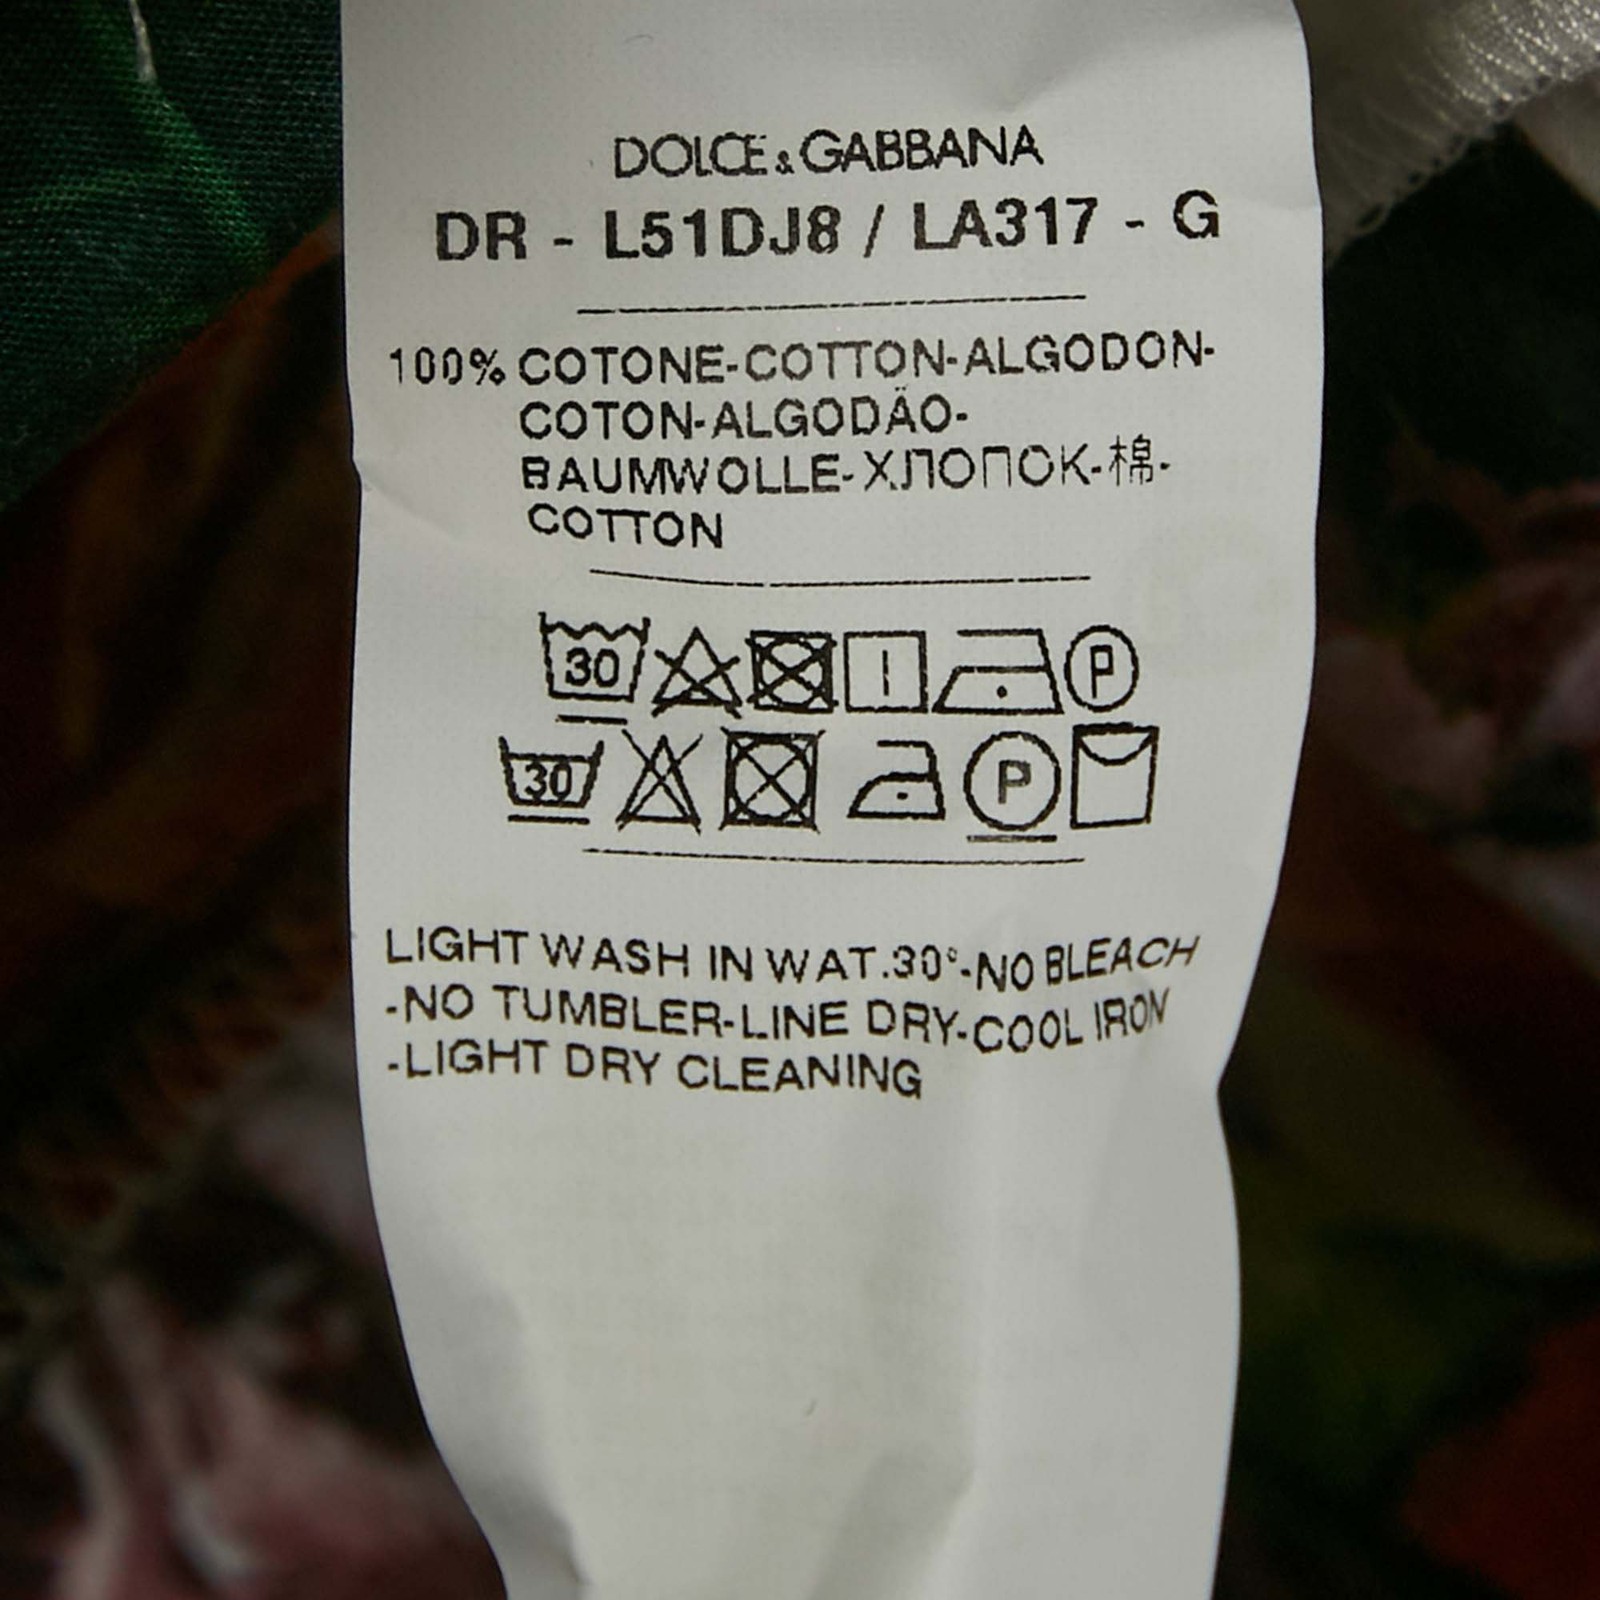 DOLCE & GABBANA
DR - L51DJ8 / LA317 - G
100% COTONE-COTTON-ALGODON-
COTON-ALGODÃO-
BAUMWOLLE-ХЛОПОК-棉-
COTTON
30 P
30 P
LIGHT WASH IN WAT.30°-NO BLEACH
-NO TUMBLER-LINE DRY-COOL IRON
-LIGHT DRY CLEANING